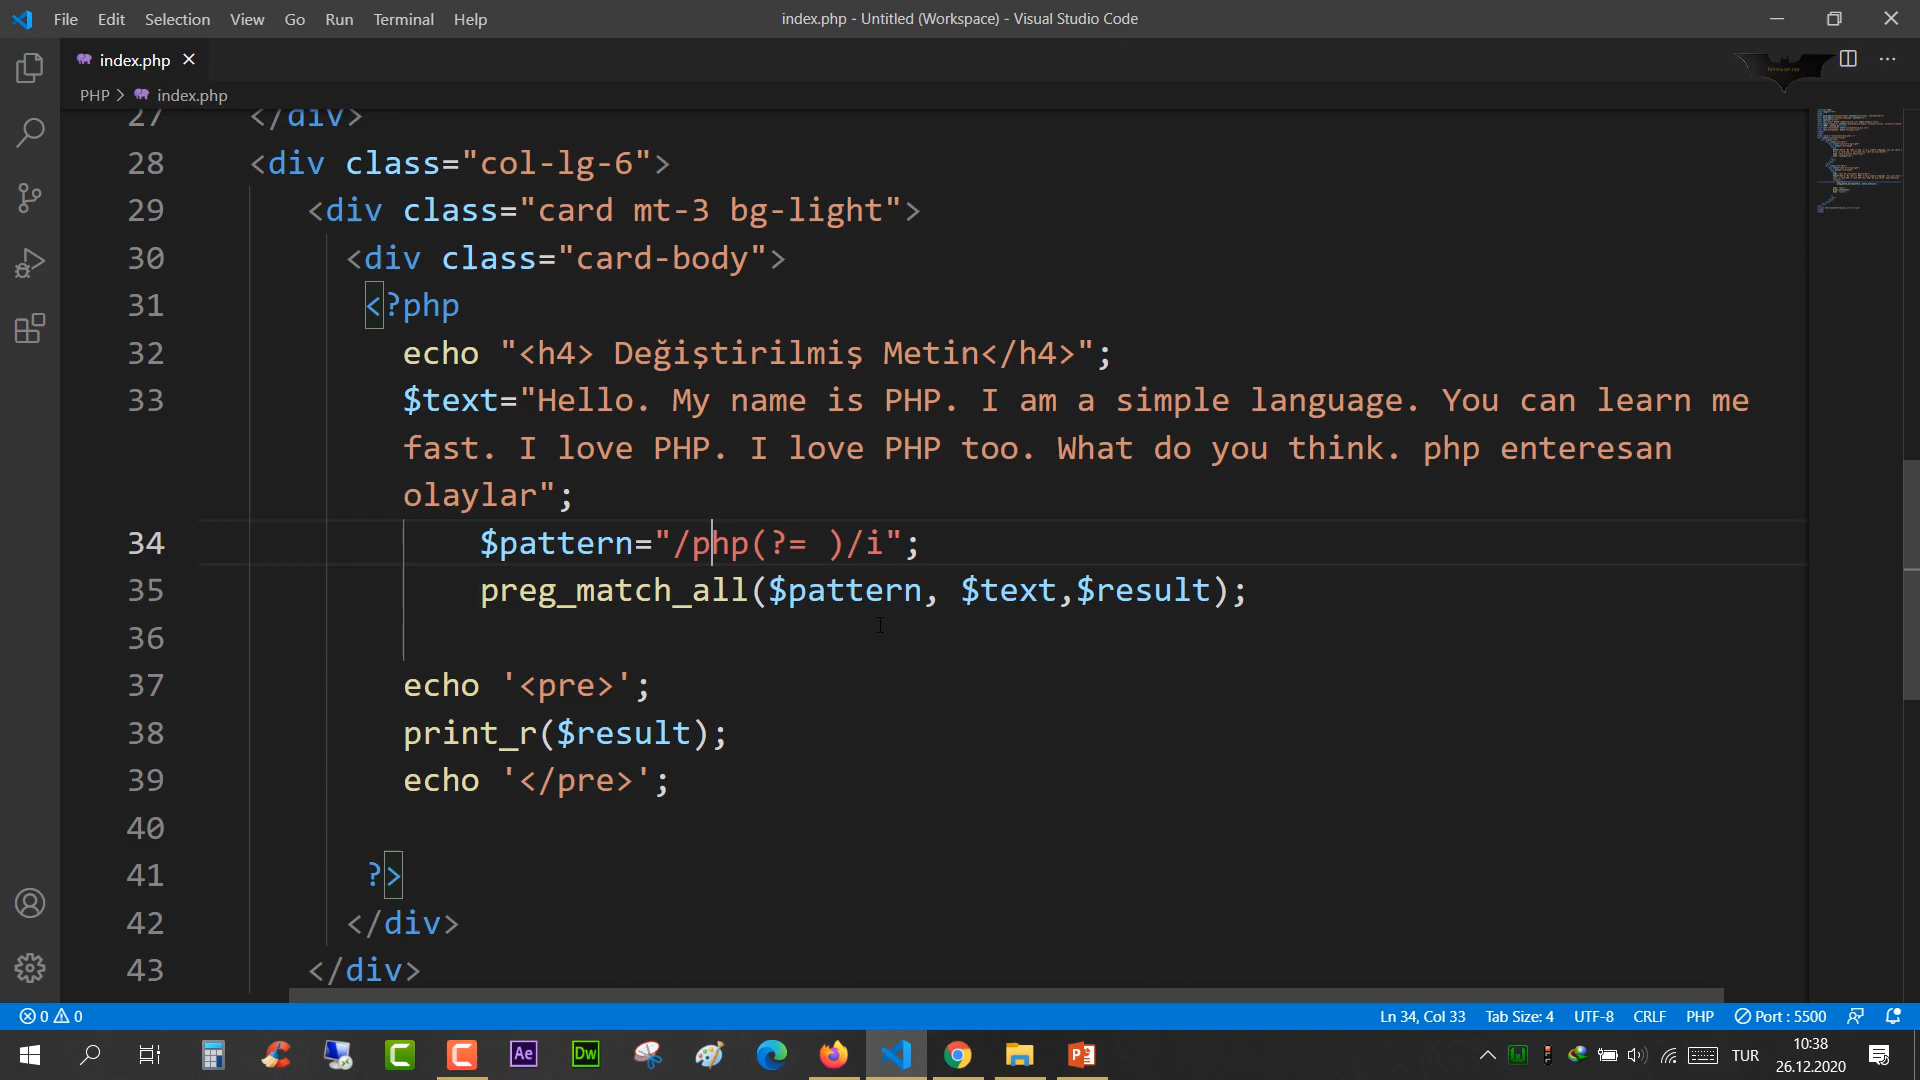 File Edit Selection View Go Run Terminal Help
index.php - Untitled (Workspace) - Visual Studio Code
index.php
PHP > index.php
27 </div>
28 <div class="col-lg-6">
29 <div class="card mt-3 bg-light">
30 <div class="card-body">
31 <?php
32 echo "<h4> Değiştirilmiş Metin</h4>";
33 $text="Hello. My name is PHP. I am a simple language. You can learn me
fast. I love PHP. I love PHP too. What do you think. php enteresan
olaylar";
34 $pattern="/php(?= )/i";
35 preg_match_all($pattern, $text,$result);
36
37 echo '<pre>';
38 print_r($result);
39 echo '</pre>';
40
41 ?>
42 </div>
43 </div>
0 0
Ln 34, Col 33 Tab Size: 4 UTF-8 CRLF PHP Port : 5500
Ae Dw
TUR
10:38
26.12.2020